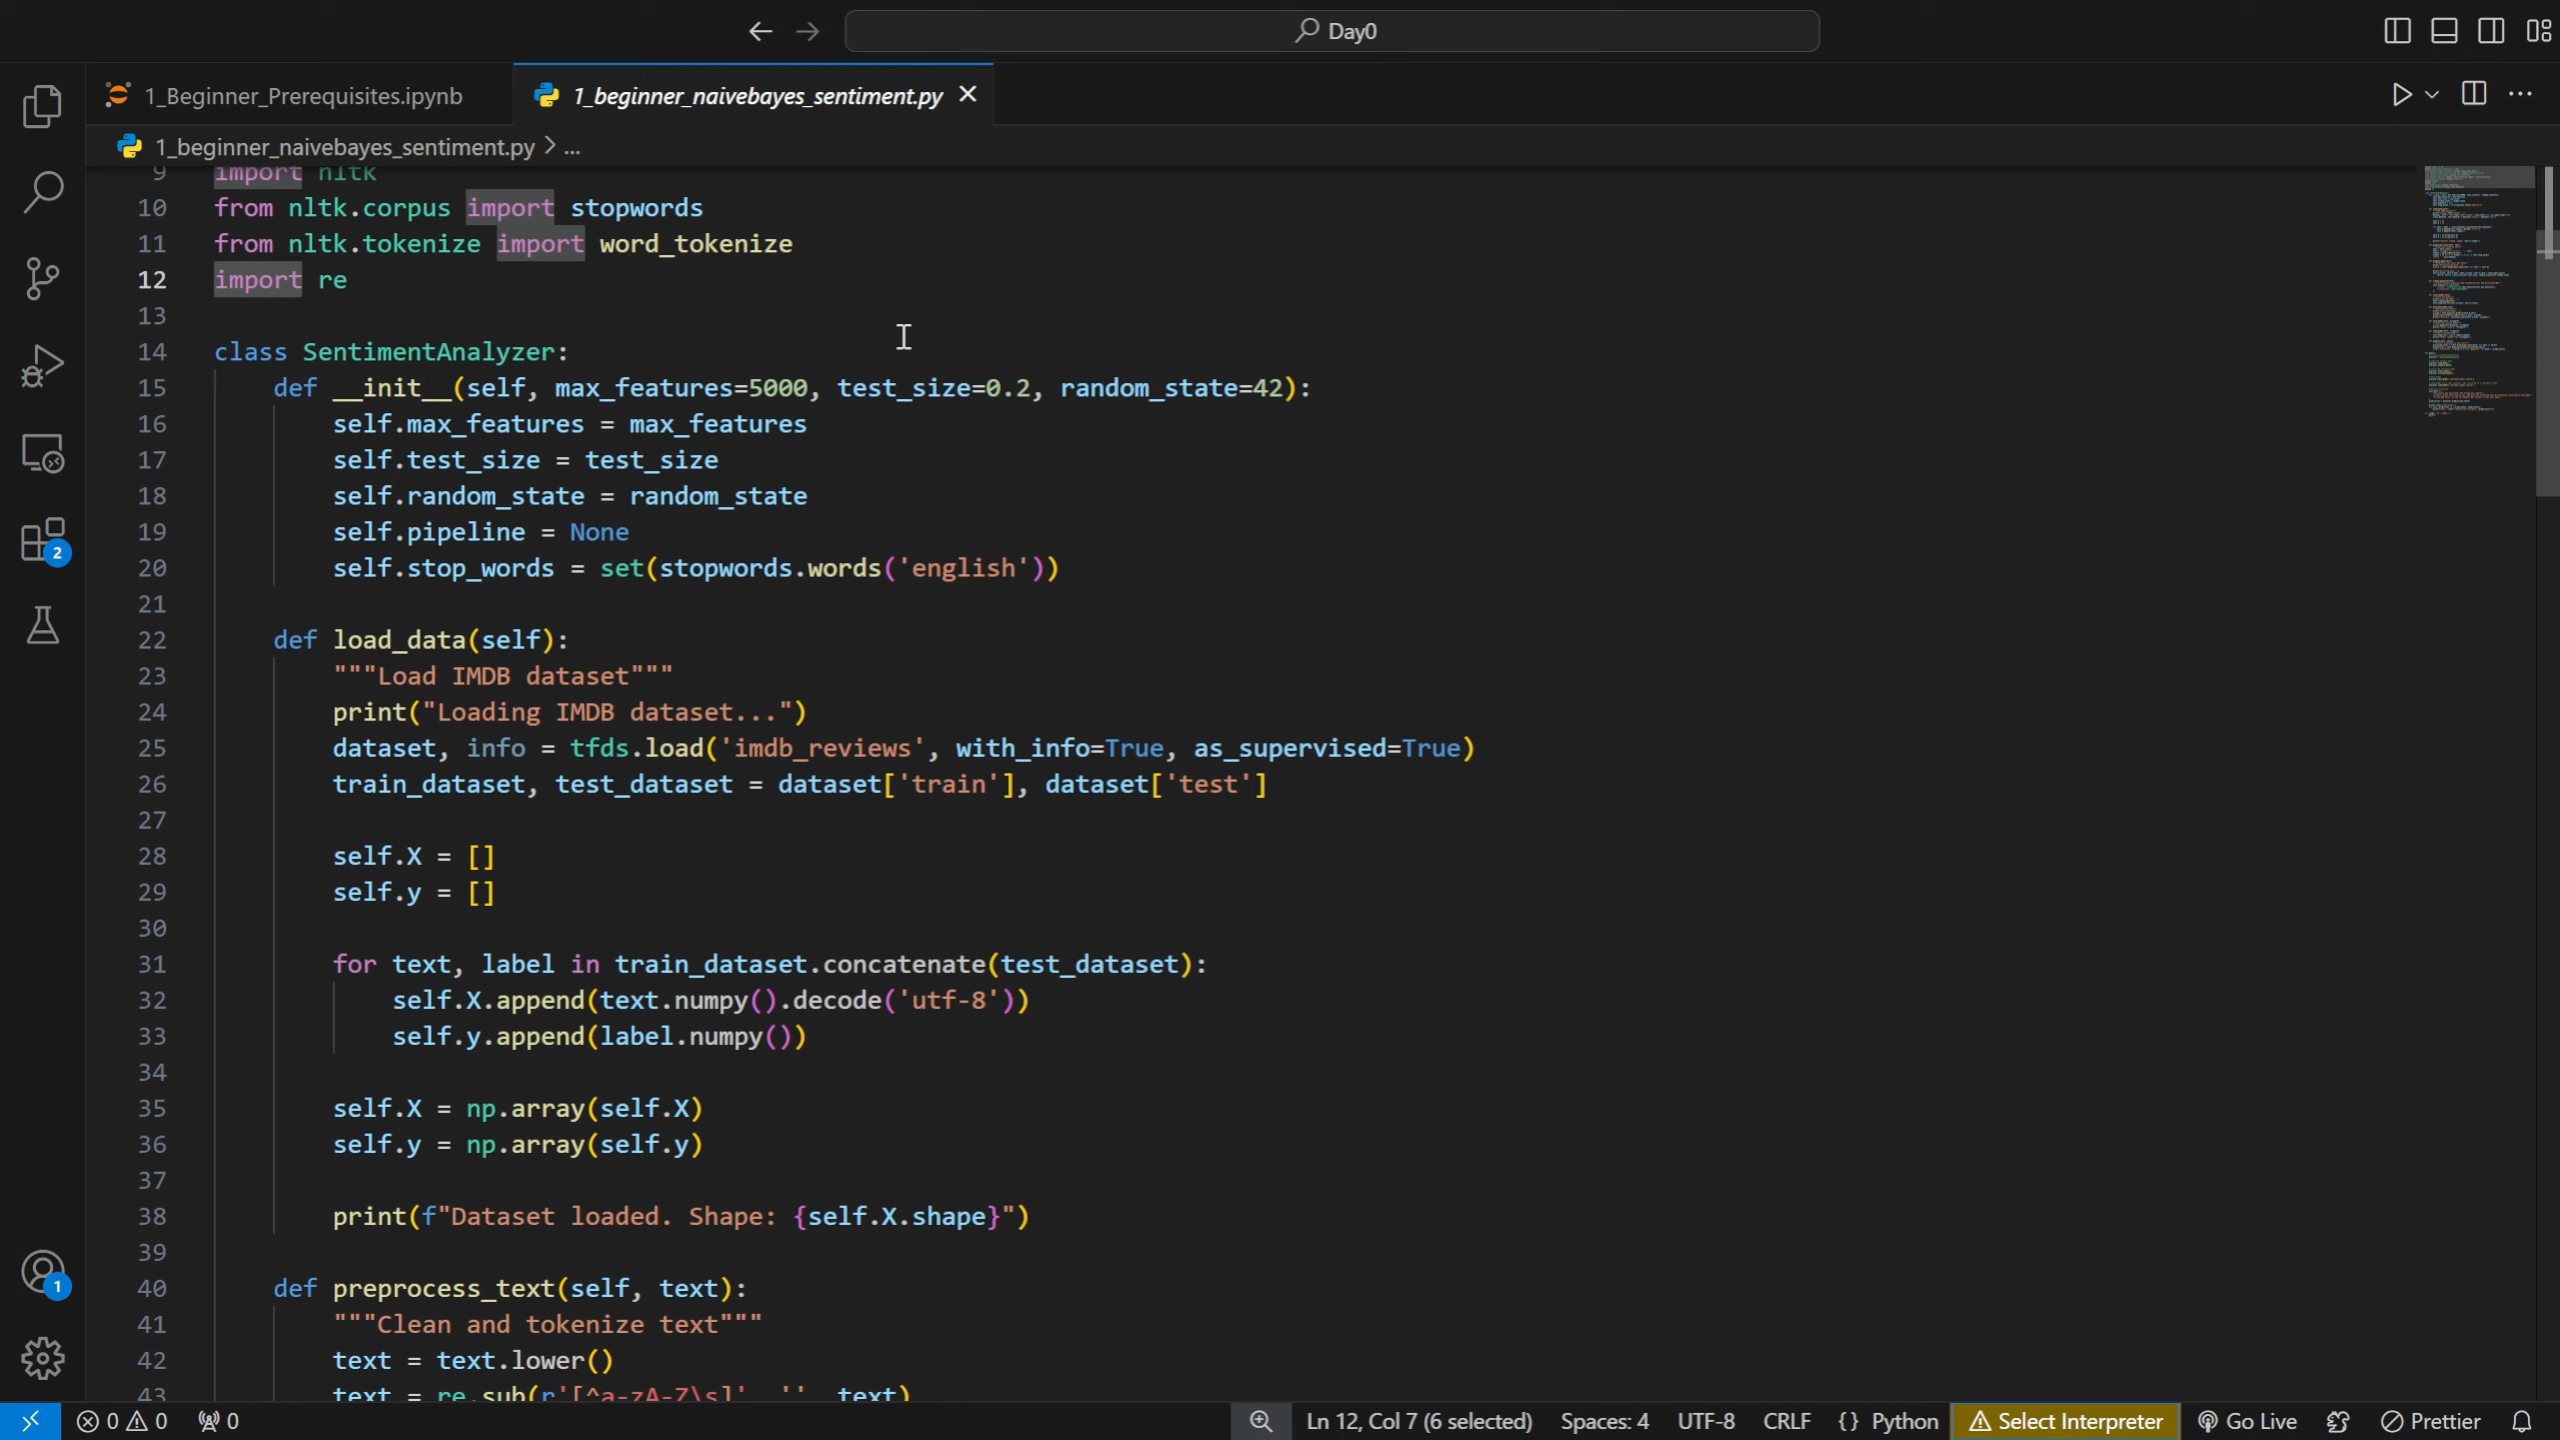 Day0
1_Beginner_Prerequisites.ipynb
1_beginner_naivebayes_sentiment.py
1_beginner_naivebayes_sentiment.py > ...
9 import nltk
10 from nltk.corpus import stopwords
11 from nltk.tokenize import word_tokenize
12 import re
13
14 class SentimentAnalyzer:
15     def __init__(self, max_features=5000, test_size=0.2, random_state=42):
16         self.max_features = max_features
17         self.test_size = test_size
18         self.random_state = random_state
19         self.pipeline = None
20         self.stop_words = set(stopwords.words('english'))
21
22     def load_data(self):
23         """Load IMDB dataset"""
24         print("Loading IMDB dataset...")
25         dataset, info = tfds.load('imdb_reviews', with_info=True, as_supervised=True)
26         train_dataset, test_dataset = dataset['train'], dataset['test']
27
28         self.X = []
29         self.y = []
30
31         for text, label in train_dataset.concatenate(test_dataset):
32             self.X.append(text.numpy().decode('utf-8'))
33             self.y.append(label.numpy())
34
35         self.X = np.array(self.X)
36         self.y = np.array(self.y)
37
38         print(f"Dataset loaded. Shape: {self.X.shape}")
39
40     def preprocess_text(self, text):
41         """Clean and tokenize text"""
42         text = text.lower()
43         text = re.sub(r'[^a-zA-Z\s]', '', text)
2
1
0 0 0 Ln 12, Col 7 (6 selected) Spaces: 4 UTF-8 CRLF {} Python Select Interpreter Go Live Prettier